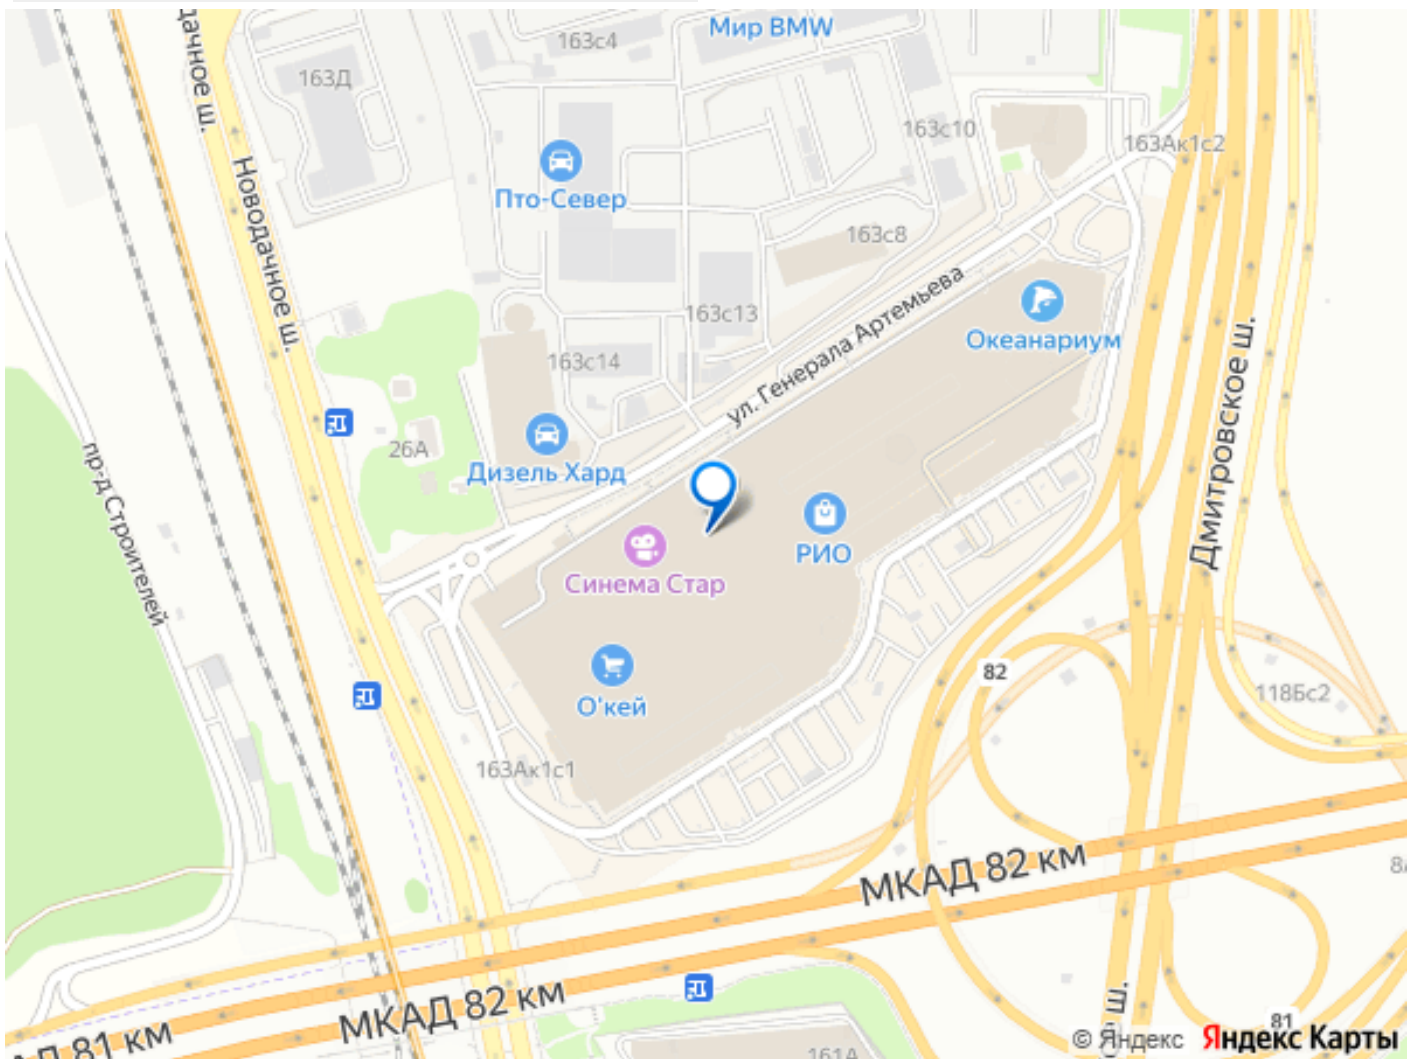 дачное ш.
163с4
Мир BMW
163Д
163с10
163Ак1с2
Новодачное ш.
Пто-Север
163с8
163с13
ул. Генерала Артемьева
Океанариум
163с14
26А
Дизель Хард
Дмитровское ш.
пр-д Строителей
Синема Стар
РИО
82
118Бс2
О'кей
163Ак1с1
МКАД 82 км
МКАД 82 км
81 км
ш.
81
161А
© Яндекс Яндекс Карты